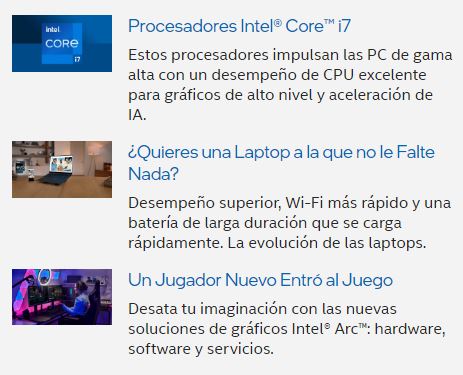 intel
CORE
i7
Procesadores Intel® Core™ i7
Estos procesadores impulsan las PC de gama
alta con un desempeño de CPU excelente
para gráficos de alto nivel y aceleración de
IA.
¿Quieres una Laptop a la que no le Falte
Nada?
Desempeño superior, Wi-Fi más rápido y una
batería de larga duración que se carga
rápidamente. La evolución de las laptops.
Un Jugador Nuevo Entró al Juego
Desata tu imaginación con las nuevas
soluciones de gráficos Intel® Arc™: hardware,
software y servicios.